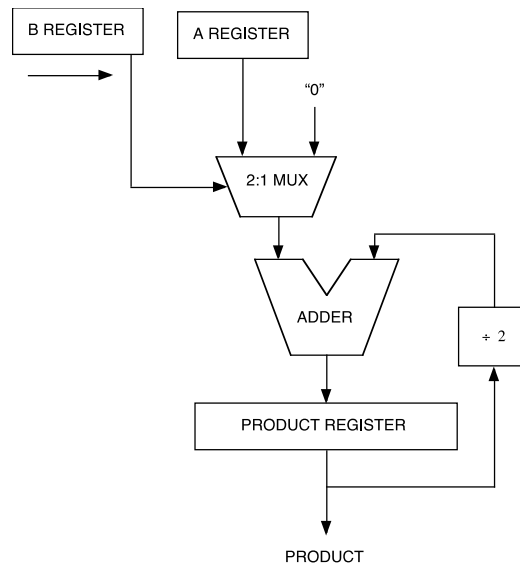 B REGISTER
A REGISTER
“0”
2:1 MUX
ADDER
÷ 2
PRODUCT REGISTER
PRODUCT